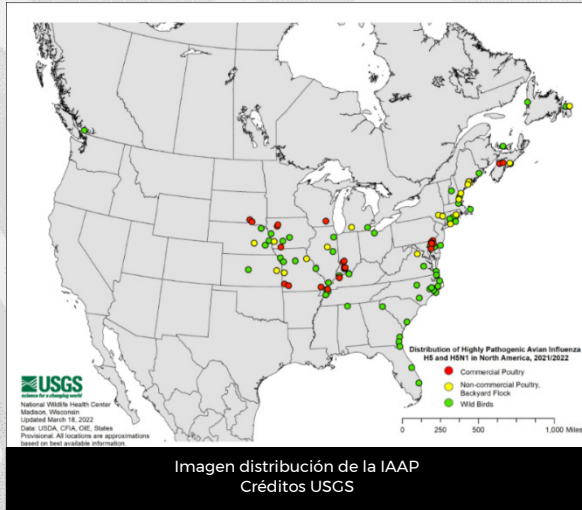 Distribution of Highly Pathogenic Avian Influenza
H5 and H5N1 in North America, 2021/2022
Commercial Poultry
Non-commercial Poultry,
Backyard Flock
Wild Birds
0 250 500 1,000 Miles
USGS
science for a changing world
National Wildlife Health Center
Madison, Wisconsin
Updated March 18, 2022
Data: USDA, CFIA, OIE, States
Provisional. All locations are approximations
based on best available information.
Imagen distribución de la IAAP
Créditos USGS